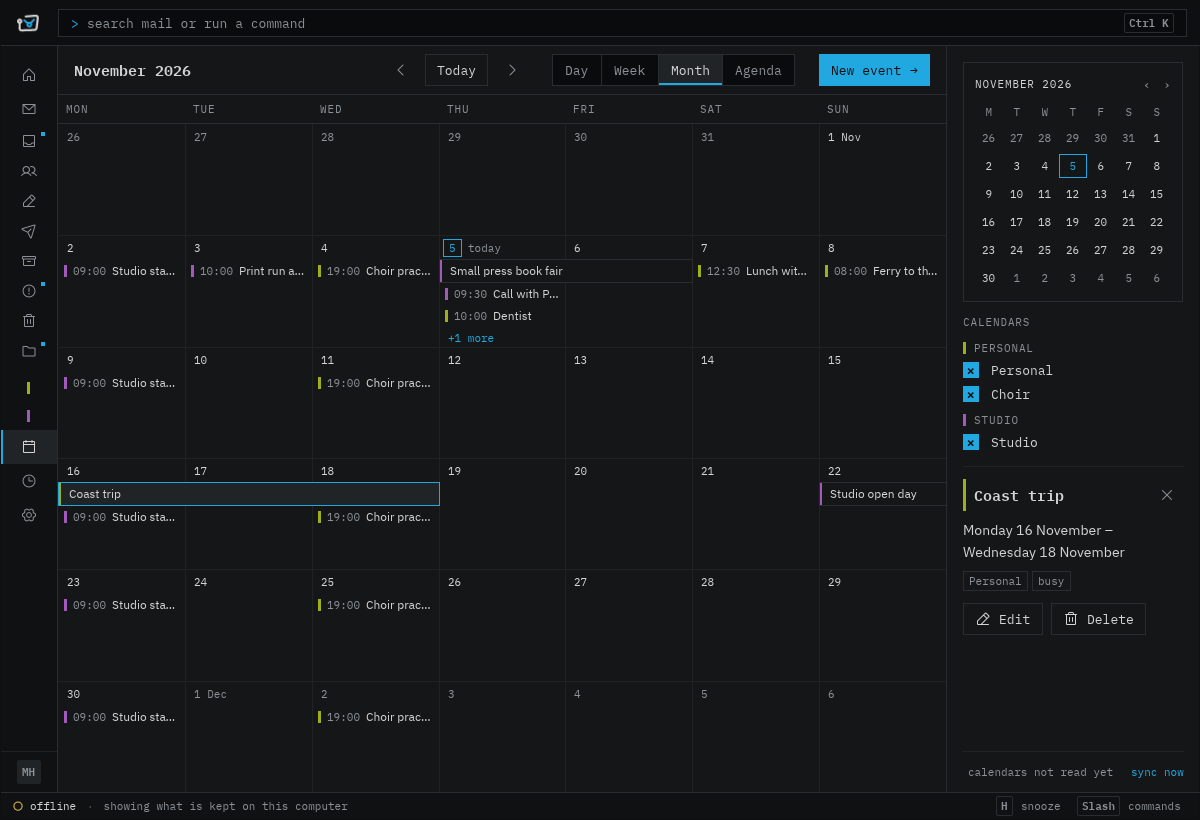 > search mail or run a command Ctrl K
November 2026 Today Day Week Month Agenda New event →
MON TUE WED THU FRI SAT SUN
26 27 28 29 30 31 1 Nov
2 3 4 5 today 6 7 8
09:00 Studio sta... 10:00 Print run a... 19:00 Choir prac... Small press book fair 12:30 Lunch wit... 08:00 Ferry to th...
09:30 Call with P...
10:00 Dentist
+1 more
9 10 11 12 13 14 15
09:00 Studio sta... 19:00 Choir prac...
16 17 18 19 20 21 22
Coast trip Studio open day
09:00 Studio sta... 19:00 Choir prac...
23 24 25 26 27 28 29
09:00 Studio sta... 19:00 Choir prac...
30 1 Dec 2 3 4 5 6
09:00 Studio sta... 19:00 Choir prac...
NOVEMBER 2026 ‹ ›
M T W T F S S
26 27 28 29 30 31 1
2 3 4 5 6 7 8
9 10 11 12 13 14 15
16 17 18 19 20 21 22
23 24 25 26 27 28 29
30 1 2 3 4 5 6
CALENDARS
PERSONAL
Personal
Choir
STUDIO
Studio
Coast trip
Monday 16 November –
Wednesday 18 November
Personal busy
Edit Delete
calendars not read yet sync now
MH
offline · showing what is kept on this computer H snooze Slash commands